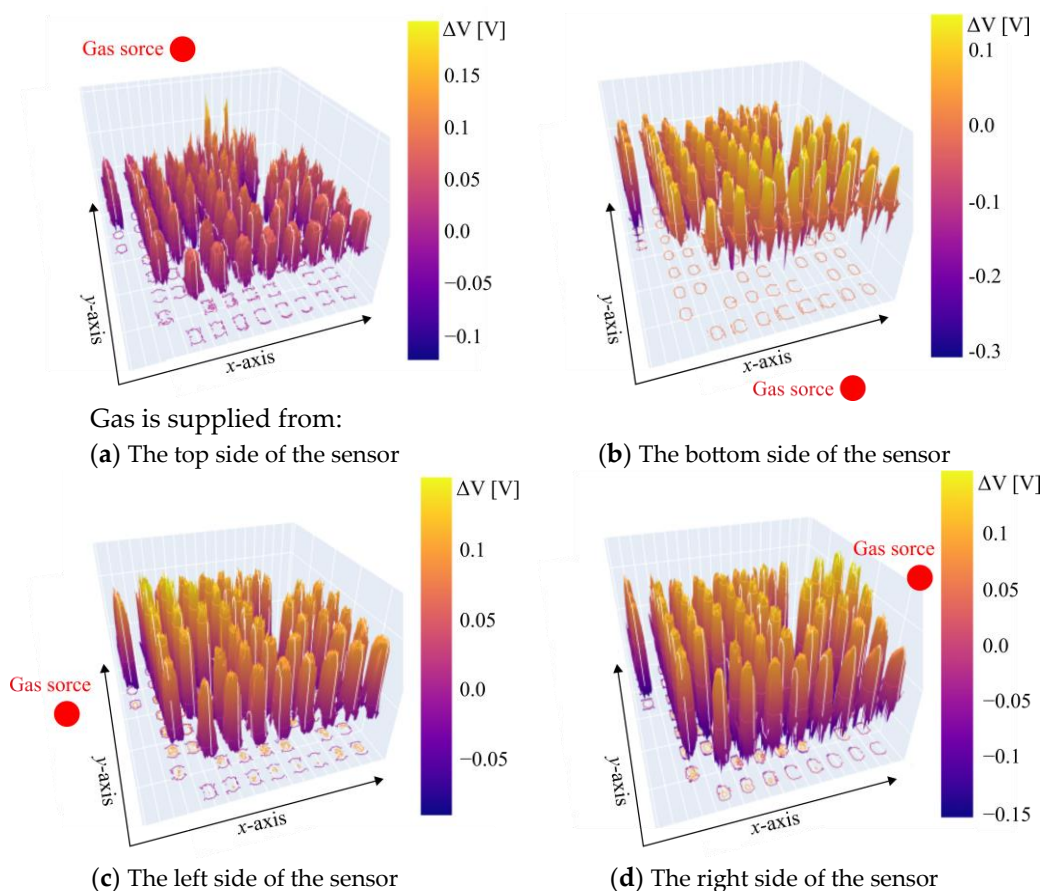 Gas sorce
ΔV [V]
0.15
0.1
0.05
0.0
−0.05
−0.1
y-axis
x-axis
ΔV [V]
0.1
0.0
-0.1
-0.2
-0.3
y-axis
x-axis
Gas sorce
Gas is supplied from:
(a) The top side of the sensor
(b) The bottom side of the sensor
ΔV [V]
0.1
0.05
0.0
−0.05
Gas sorce
y-axis
x-axis
ΔV [V]
0.1
0.05
0.0
−0.05
−0.1
−0.15
Gas sorce
y-axis
x-axis
(c) The left side of the sensor
(d) The right side of the sensor